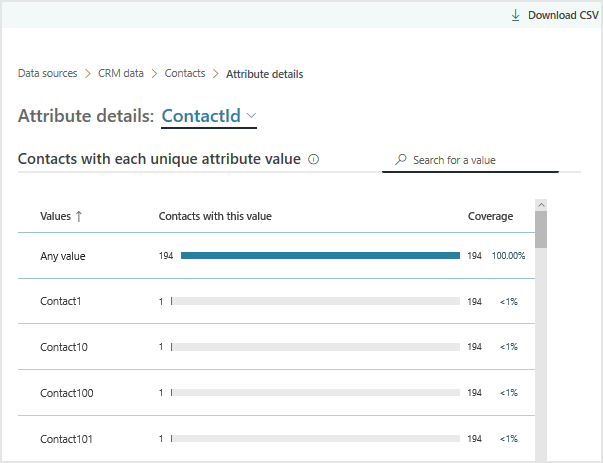 Download CSV
Data sources > CRM data > Contacts > Attribute details
Attribute details: ContactId
Contacts with each unique attribute value
Search for a value
Values ↑ Contacts with this value Coverage
Any value 194 194 100.00%
Contact1 1 194 <1%
Contact10 1 194 <1%
Contact100 1 194 <1%
Contact101 1 194 <1%